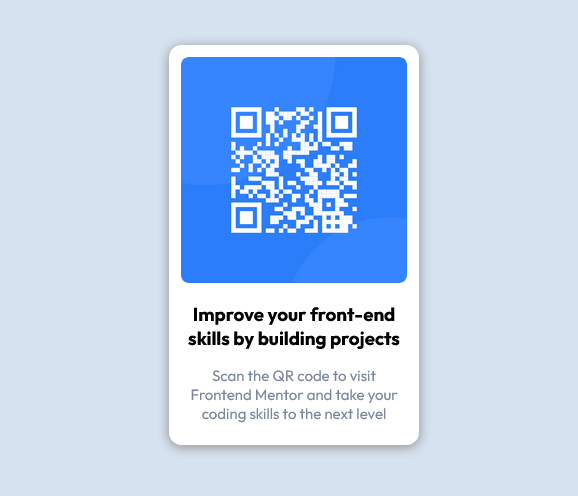 Improve your front-end
skills by building projects
Scan the QR code to visit
Frontend Mentor and take your
coding skills to the next level